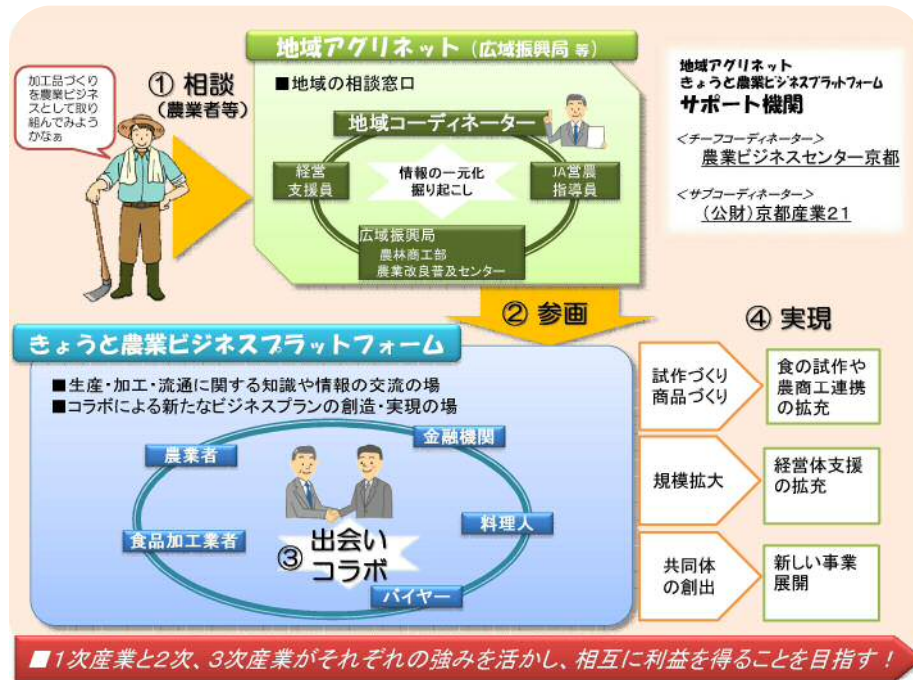 加工品づくり
を農業ビジネ
スとして取り
組んでみよう
かなぁ
① 相談
(農業者等)
地域アグリネット(広域振興局 等)
■地域の相談窓口
地域コーディネーター
経営
支援員
情報の一元化
掘り起こし
JA営農
指導員
広域振興局
農林商工部
農業改良普及センター
地域アグリネット
きょうと農業ビジネスプラットフォーム
サポート機関
<チーフコーディネーター>
農業ビジネスセンター京都
<サブコーディネーター>
(公財)京都産業21
② 参画
きょうと農業ビジネスプラットフォーム
■生産・加工・流通に関する知識や情報の交流の場
■コラボによる新たなビジネスプランの創造・実現の場
農業者
金融機関
食品加工業者
料理人
バイヤー
③ 出会い
コラボ
④ 実現
試作づくり
商品づくり
食の試作や
農商工連携
の拡充
規模拡大
経営体支援
の拡充
共同体
の創出
新しい事業
展開
■1次産業と2次、3次産業がそれぞれの強みを活かし、相互に利益を得ることを目指す!